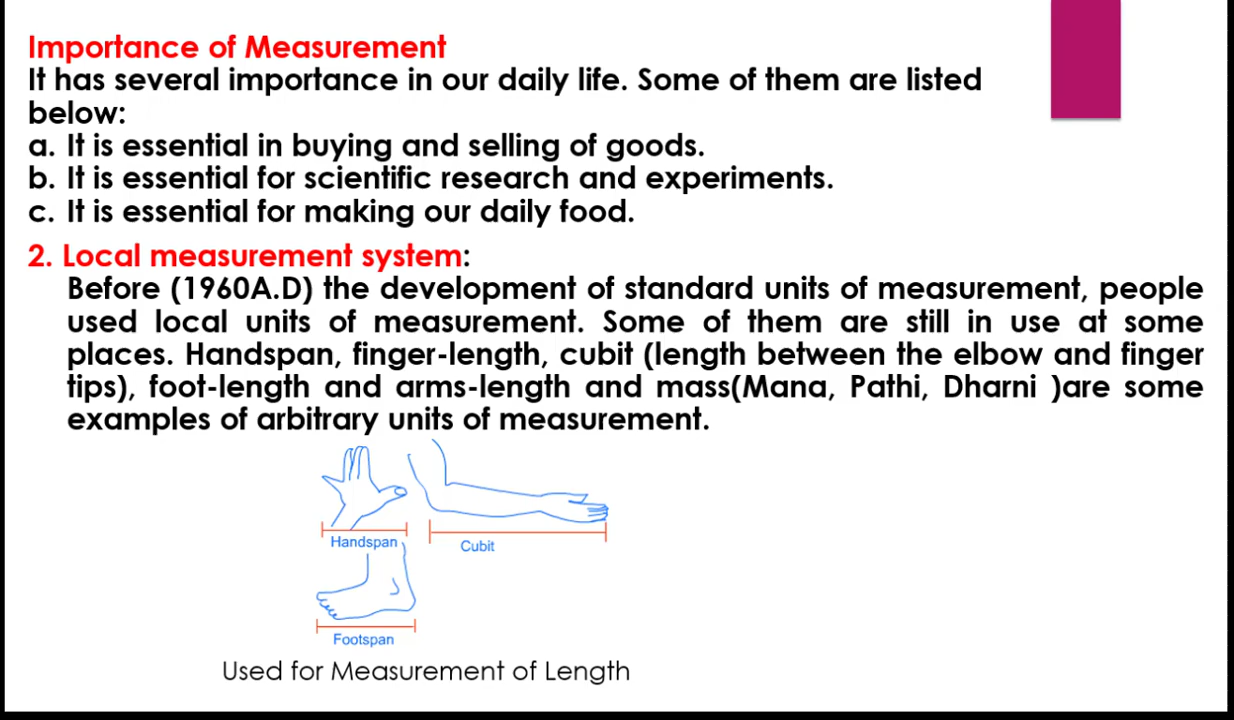 Importance of Measurement
It has several importance in our daily life. Some of them are listed
below:
a. It is essential in buying and selling of goods.
b. It is essential for scientific research and experiments.
c. It is essential for making our daily food.
2. Local measurement system:
Before (1960A.D) the development of standard units of measurement, people
used local units of measurement. Some of them are still in use at some
places. Handspan, finger-length, cubit (length between the elbow and finger
tips), foot-length and arms-length and mass(Mana, Pathi, Dharni )are some
examples of arbitrary units of measurement.
Handspan
Cubit
Footspan
Used for Measurement of Length